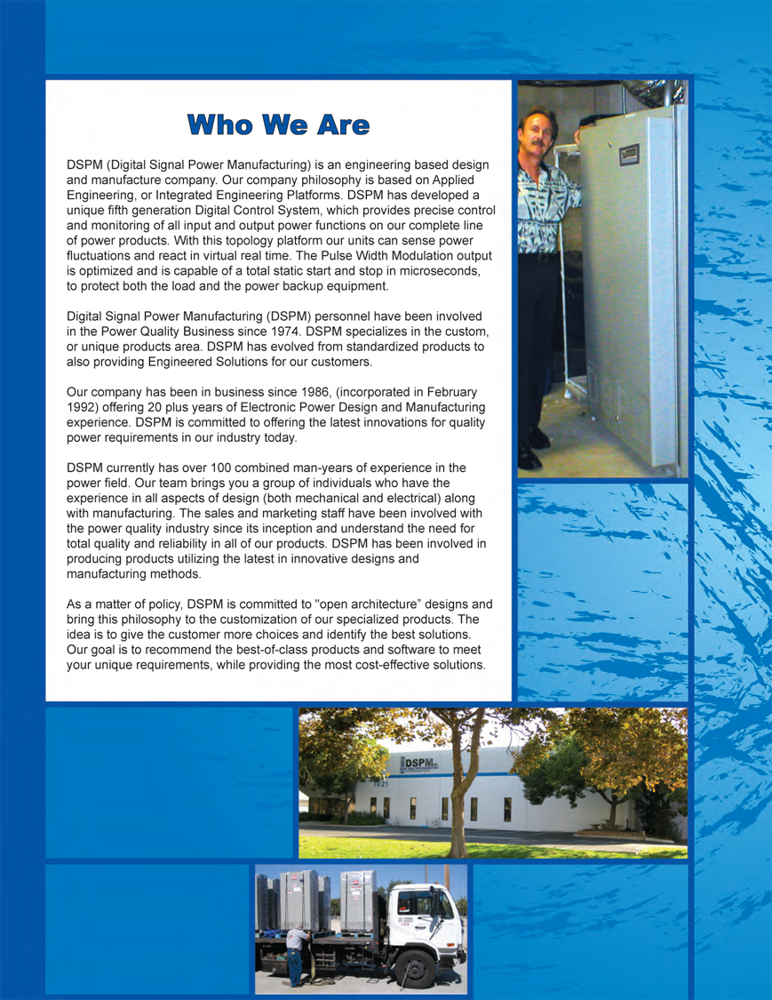 Who We Are
DSPM (Digital Signal Power Manufacturing) is an engineering based design
and manufacture company. Our company philosophy is based on Applied
Engineering, or Integrated Engineering Platforms. DSPM has developed a
unique fifth generation Digital Control System, which provides precise control
and monitoring of all input and output power functions on our complete line
of power products. With this topology platform our units can sense power
fluctuations and react in virtual real time. The Pulse Width Modulation output
is optimized and is capable of a total static start and stop in microseconds,
to protect both the load and the power backup equipment.
Digital Signal Power Manufacturing (DSPM) personnel have been involved
in the Power Quality Business since 1974. DSPM specializes in the custom,
or unique products area. DSPM has evolved from standardized products to
also providing Engineered Solutions for our customers.
Our company has been in business since 1986, (incorporated in February
1992) offering 20 plus years of Electronic Power Design and Manufacturing
experience. DSPM is committed to offering the latest innovations for quality
power requirements in our industry today.
DSPM currently has over 100 combined man-years of experience in the
power field. Our team brings you a group of individuals who have the
experience in all aspects of design (both mechanical and electrical) along
with manufacturing. The sales and marketing staff have been involved with
the power quality industry since its inception and understand the need for
total quality and reliability in all of our products. DSPM has been involved in
producing products utilizing the latest in innovative designs and
manufacturing methods.
As a matter of policy, DSPM is committed to "open architecture” designs and
bring this philosophy to the customization of our specialized products. The
idea is to give the customer more choices and identify the best solutions.
Our goal is to recommend the best-of-class products and software to meet
your unique requirements, while providing the most cost-effective solutions.
DSPM
1921